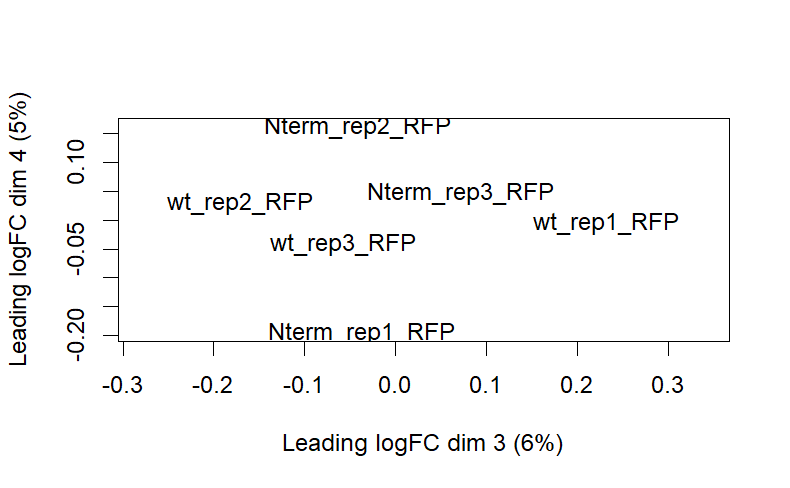 Leading logFC dim 4 (5%)
0.10
-0.05
-0.20
Nterm_rep2_RFP
Nterm_rep3_RFP
wt_rep2_RFP
wt_rep1_RFP
wt_rep3_RFP
Nterm_rep1_RFP
-0.3 -0.2 -0.1 0.0 0.1 0.2 0.3
Leading logFC dim 3 (6%)